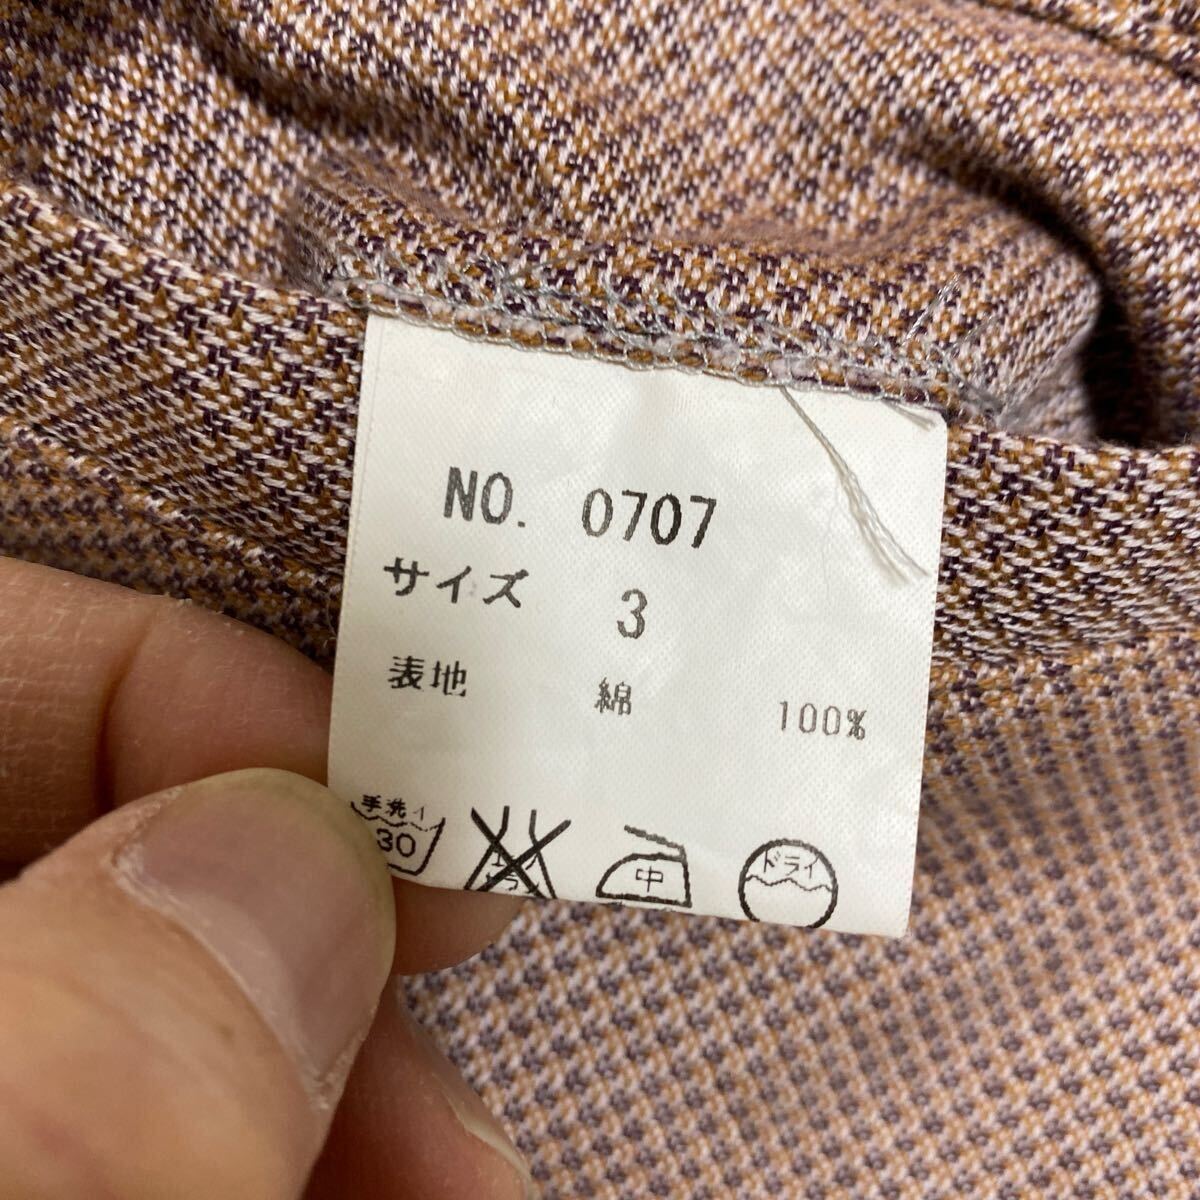 NO. 0707
サイズ 3
表地 綿 100%
手洗イ 30 中 ドライ